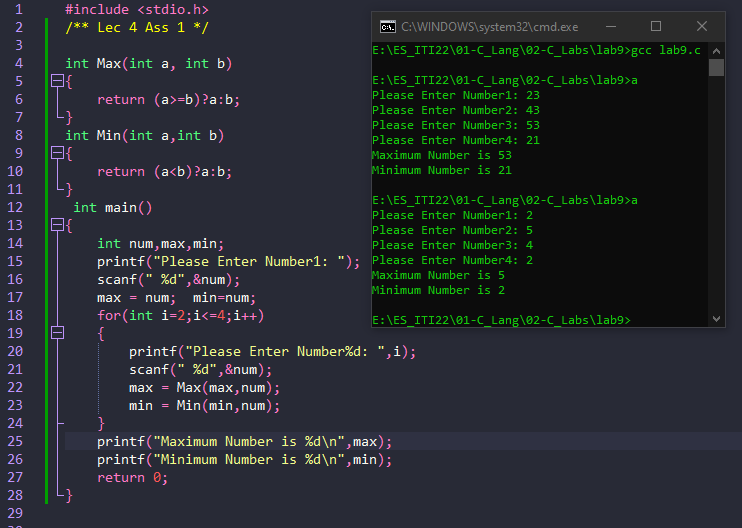 1 #include <stdio.h>
2 /** Lec 4 Ass 1 */
3
4 int Max(int a, int b)
5 {
6 return (a>=b)?a:b;
7 }
8 int Min(int a,int b)
9 {
10 return (a<b)?a:b;
11 }
12 int main()
13 {
14 int num,max,min;
15 printf("Please Enter Number1: ");
16 scanf(" %d",&num);
17 max = num;  min=num;
18 for(int i=2;i<=4;i++)
19 {
20 printf("Please Enter Number%d: ",i);
21 scanf(" %d",&num);
22 max = Max(max,num);
23 min = Min(min,num);
24 }
25 printf("Maximum Number is %d\n",max);
26 printf("Minimum Number is %d\n",min);
27 return 0;
28 }
29
C:\WINDOWS\system32\cmd.exe
E:\ES_ITI22\01-C_Lang\02-C_Labs\lab9>gcc lab9.c
E:\ES_ITI22\01-C_Lang\02-C_Labs\lab9>a
Please Enter Number1: 23
Please Enter Number2: 43
Please Enter Number3: 53
Please Enter Number4: 21
Maximum Number is 53
Minimum Number is 21
E:\ES_ITI22\01-C_Lang\02-C_Labs\lab9>a
Please Enter Number1: 2
Please Enter Number2: 5
Please Enter Number3: 4
Please Enter Number4: 2
Maximum Number is 5
Minimum Number is 2
E:\ES_ITI22\01-C_Lang\02-C_Labs\lab9>